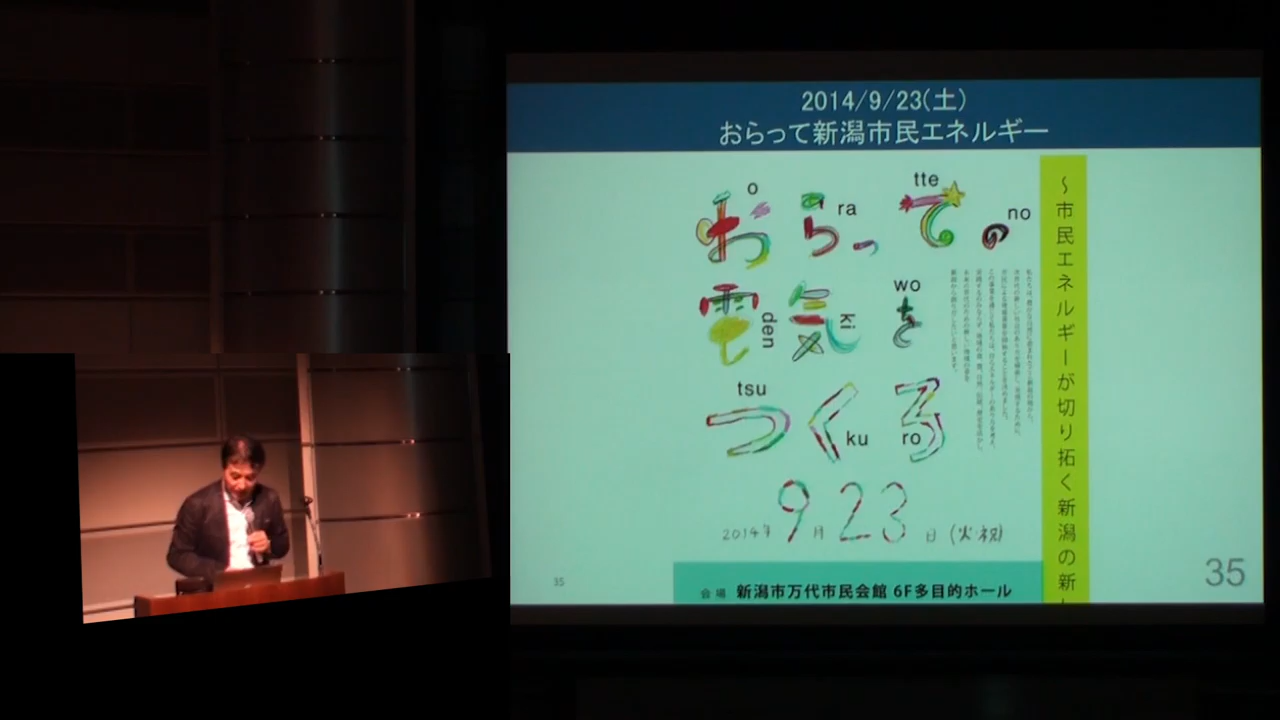 2014/9/23(土)
おらって新潟市民エネルギー
o ra tte no
おらっての
den ki wo
電気を
tsu ku ro
つくろ
2014年9月23日(火・祝)
～市民エネルギーが切り拓く新潟の新し
会場 新潟市万代市民会館 6F多目的ホール
35
35